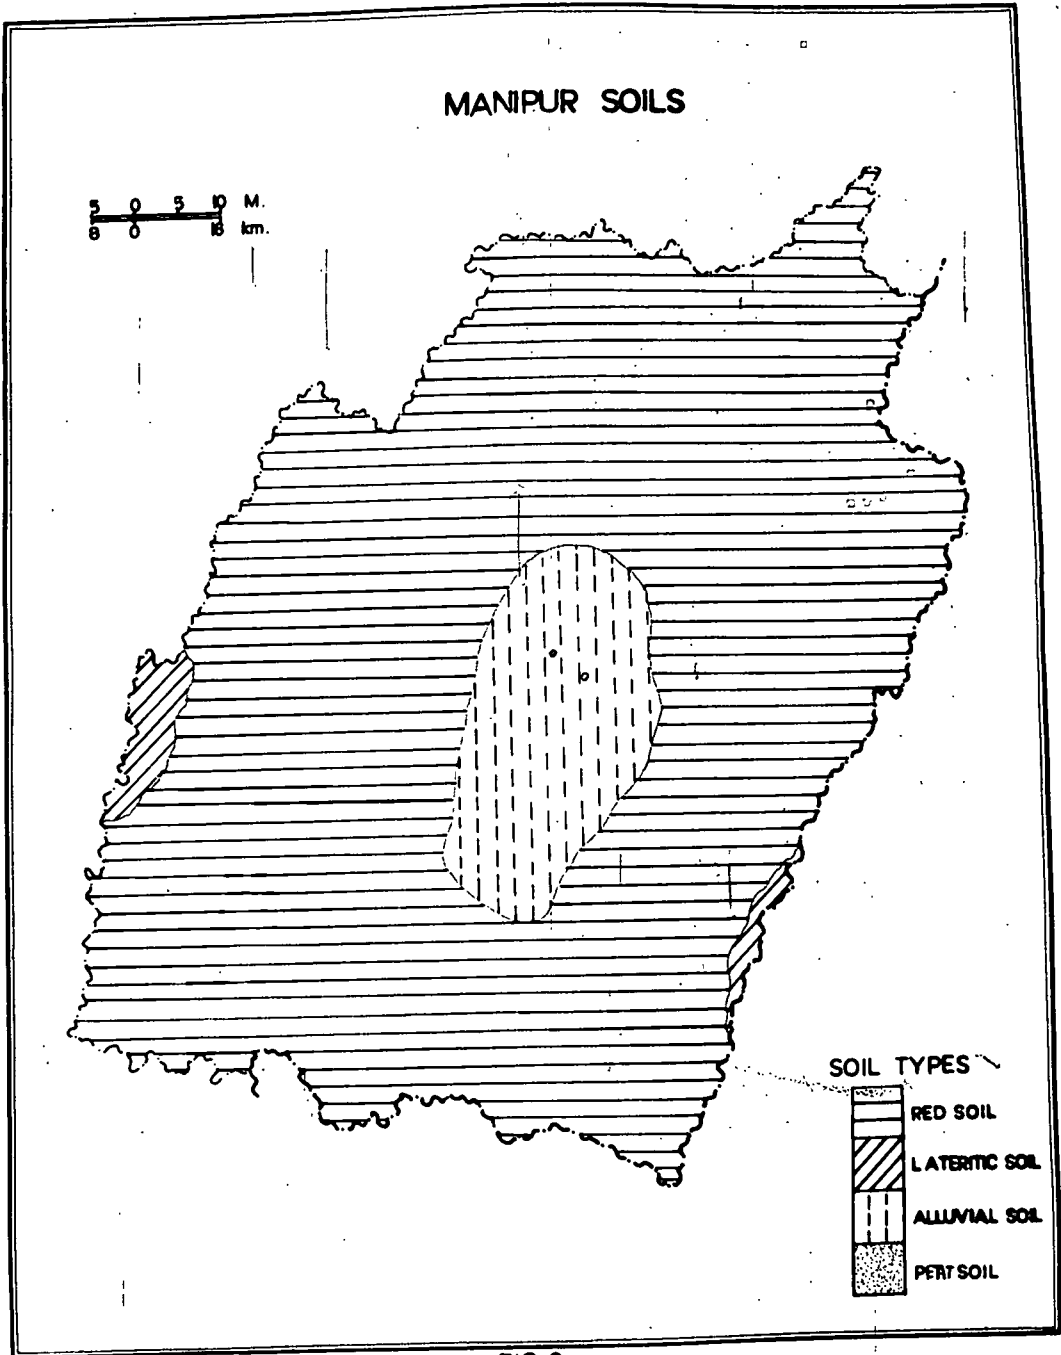 MANIPUR SOILS
5 0 5 10 M.
8 0 16 km.
SOIL TYPES
RED SOIL
LATERITIC SOIL
ALLUVIAL SOIL
PEAT SOIL